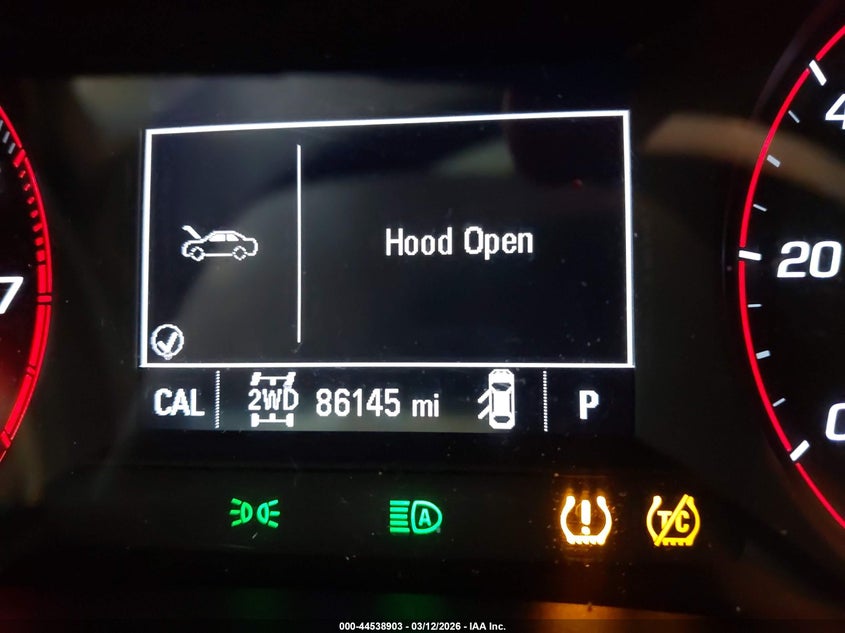 Hood Open
CAL 2WD 86145 mi P
7
4
20
0
A
TC
000-44538903 - 03/12/2026 - IAA Inc.